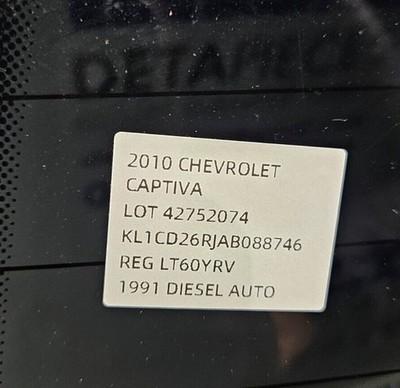 2010 CHEVROLET
CAPTIVA
LOT 42752074
KL1CD26RJAB088746
REG LT60YRV
1991 DIESEL AUTO